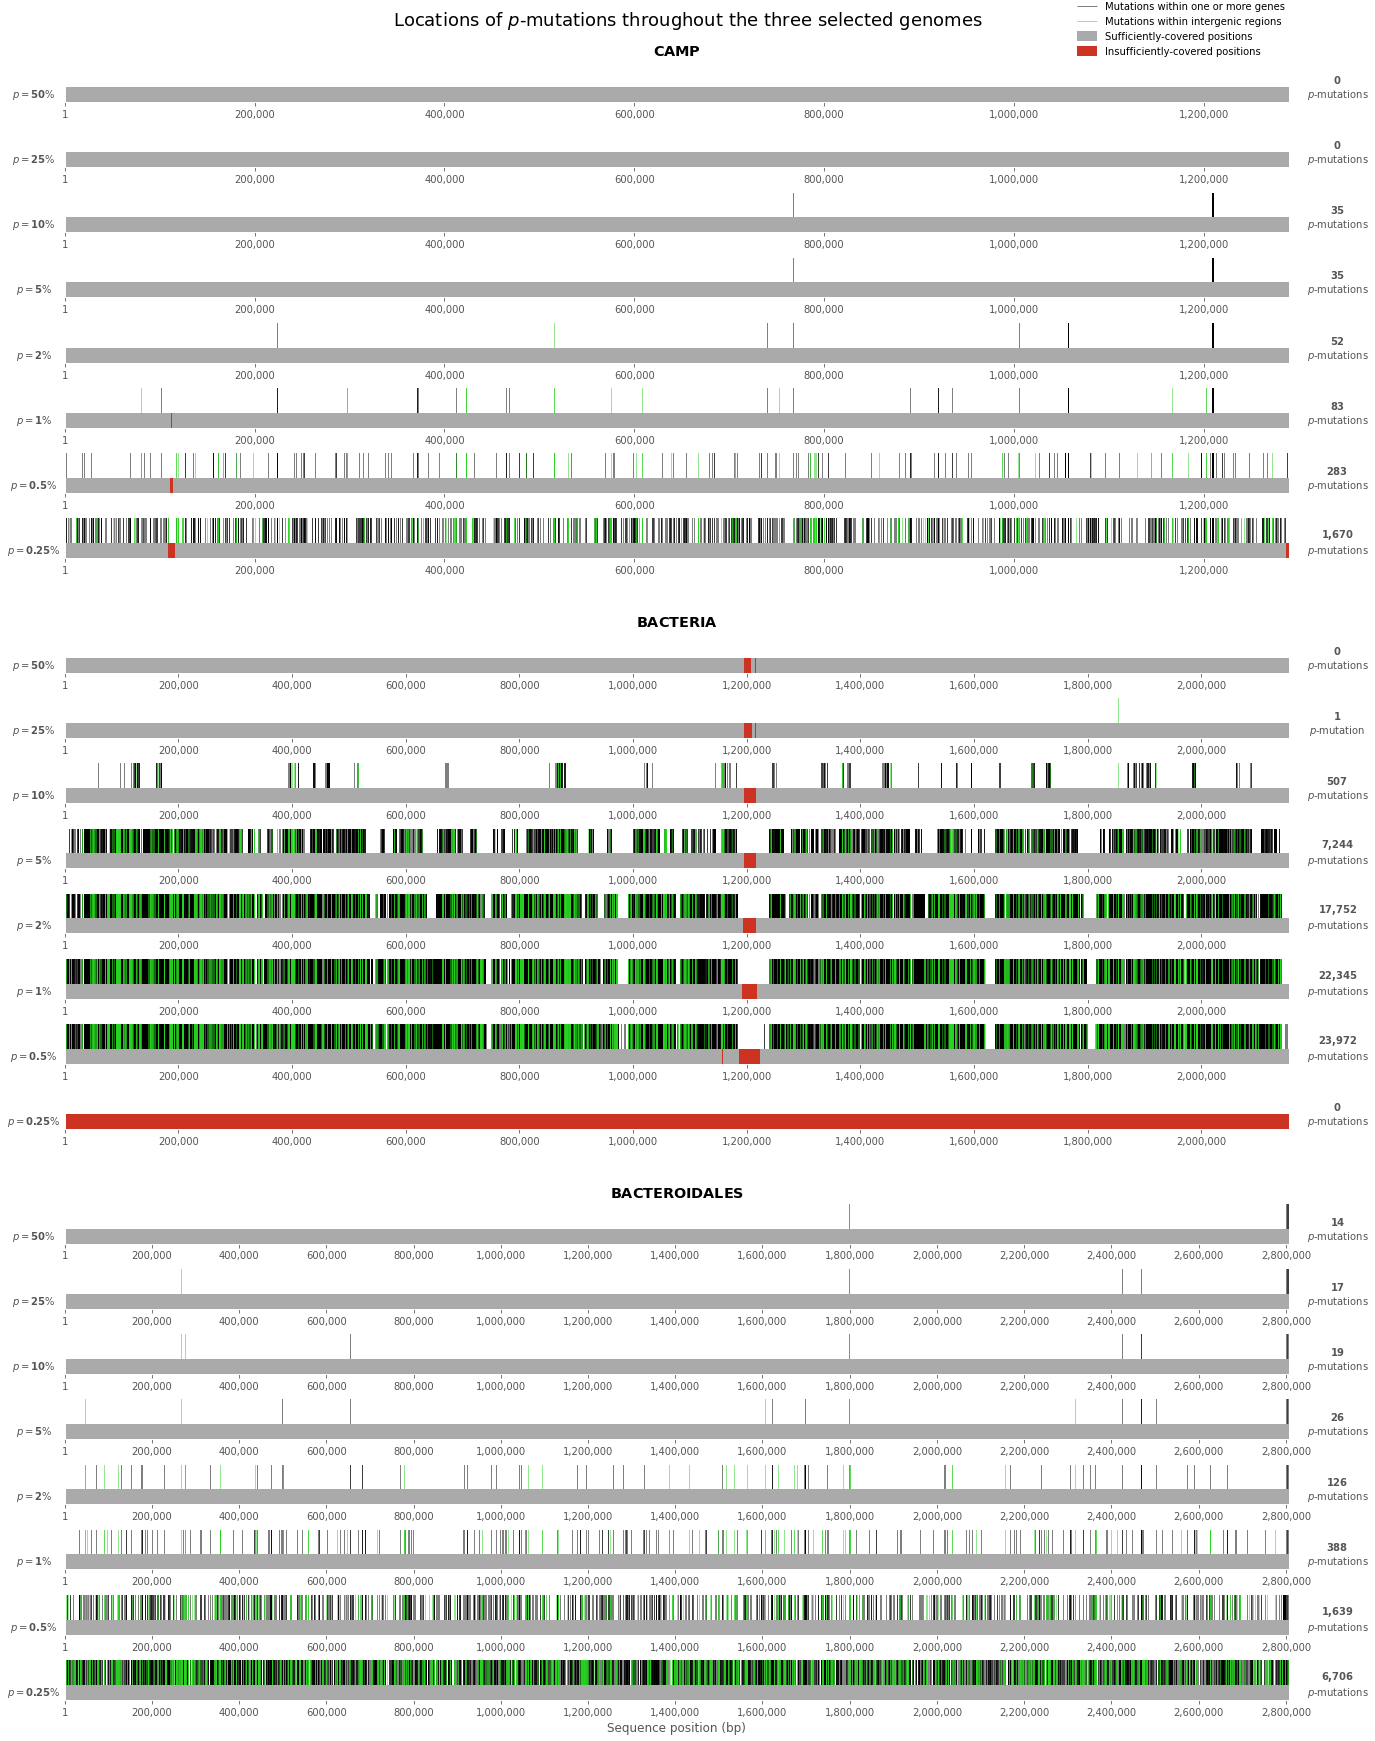 Locations of p-mutations throughout the three selected genomes
Mutations within one or more genes
Mutations within intergenic regions
Sufficiently-covered positions
Insufficiently-covered positions
CAMP
p = 50%
0
p-mutations
1 200,000 400,000 600,000 800,000 1,000,000 1,200,000
p = 25%
0
p-mutations
1 200,000 400,000 600,000 800,000 1,000,000 1,200,000
p = 10%
35
p-mutations
1 200,000 400,000 600,000 800,000 1,000,000 1,200,000
p = 5%
35
p-mutations
1 200,000 400,000 600,000 800,000 1,000,000 1,200,000
p = 2%
52
p-mutations
1 200,000 400,000 600,000 800,000 1,000,000 1,200,000
p = 1%
83
p-mutations
1 200,000 400,000 600,000 800,000 1,000,000 1,200,000
p = 0.5%
283
p-mutations
1 200,000 400,000 600,000 800,000 1,000,000 1,200,000
p = 0.25%
1,670
p-mutations
1 200,000 400,000 600,000 800,000 1,000,000 1,200,000
BACTERIA
p = 50%
0
p-mutations
1 200,000 400,000 600,000 800,000 1,000,000 1,200,000 1,400,000 1,600,000 1,800,000 2,000,000
p = 25%
1
p-mutation
1 200,000 400,000 600,000 800,000 1,000,000 1,200,000 1,400,000 1,600,000 1,800,000 2,000,000
p = 10%
507
p-mutations
1 200,000 400,000 600,000 800,000 1,000,000 1,200,000 1,400,000 1,600,000 1,800,000 2,000,000
p = 5%
7,244
p-mutations
1 200,000 400,000 600,000 800,000 1,000,000 1,200,000 1,400,000 1,600,000 1,800,000 2,000,000
p = 2%
17,752
p-mutations
1 200,000 400,000 600,000 800,000 1,000,000 1,200,000 1,400,000 1,600,000 1,800,000 2,000,000
p = 1%
22,345
p-mutations
1 200,000 400,000 600,000 800,000 1,000,000 1,200,000 1,400,000 1,600,000 1,800,000 2,000,000
p = 0.5%
23,972
p-mutations
1 200,000 400,000 600,000 800,000 1,000,000 1,200,000 1,400,000 1,600,000 1,800,000 2,000,000
p = 0.25%
0
p-mutations
1 200,000 400,000 600,000 800,000 1,000,000 1,200,000 1,400,000 1,600,000 1,800,000 2,000,000
BACTEROIDALES
p = 50%
14
p-mutations
1 200,000 400,000 600,000 800,000 1,000,000 1,200,000 1,400,000 1,600,000 1,800,000 2,000,000 2,200,000 2,400,000 2,600,000 2,800,000
p = 25%
17
p-mutations
1 200,000 400,000 600,000 800,000 1,000,000 1,200,000 1,400,000 1,600,000 1,800,000 2,000,000 2,200,000 2,400,000 2,600,000 2,800,000
p = 10%
19
p-mutations
1 200,000 400,000 600,000 800,000 1,000,000 1,200,000 1,400,000 1,600,000 1,800,000 2,000,000 2,200,000 2,400,000 2,600,000 2,800,000
p = 5%
26
p-mutations
1 200,000 400,000 600,000 800,000 1,000,000 1,200,000 1,400,000 1,600,000 1,800,000 2,000,000 2,200,000 2,400,000 2,600,000 2,800,000
p = 2%
126
p-mutations
1 200,000 400,000 600,000 800,000 1,000,000 1,200,000 1,400,000 1,600,000 1,800,000 2,000,000 2,200,000 2,400,000 2,600,000 2,800,000
p = 1%
388
p-mutations
1 200,000 400,000 600,000 800,000 1,000,000 1,200,000 1,400,000 1,600,000 1,800,000 2,000,000 2,200,000 2,400,000 2,600,000 2,800,000
p = 0.5%
1,639
p-mutations
1 200,000 400,000 600,000 800,000 1,000,000 1,200,000 1,400,000 1,600,000 1,800,000 2,000,000 2,200,000 2,400,000 2,600,000 2,800,000
p = 0.25%
6,706
p-mutations
1 200,000 400,000 600,000 800,000 1,000,000 1,200,000 1,400,000 1,600,000 1,800,000 2,000,000 2,200,000 2,400,000 2,600,000 2,800,000
Sequence position (bp)